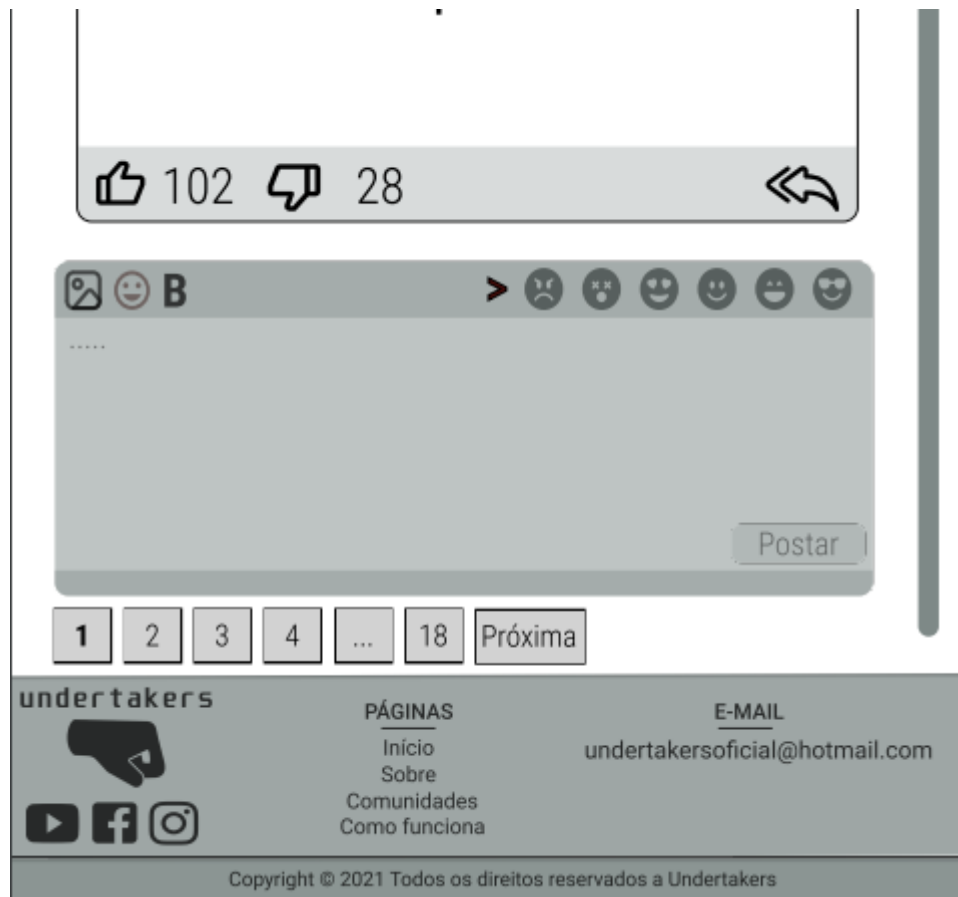 102 28
B >
.....
Postar
1 2 3 4 ... 18 Próxima
undertakers
PÁGINAS
Início
Sobre
Comunidades
Como funciona
E-MAIL
undertakersoficial@hotmail.com
Copyright © 2021 Todos os direitos reservados a Undertakers